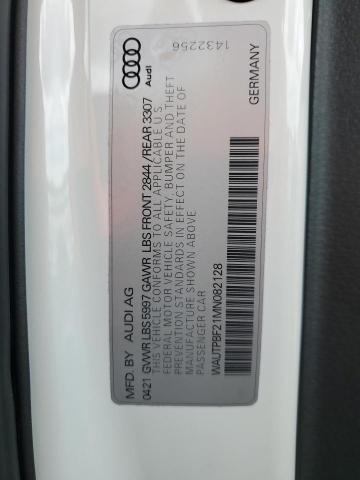 MFD. BY AUDI AG
0421 GVWR LBS 5997 GAWR LBS FRONT 2844 / REAR 3307
THIS VEHICLE CONFORMS TO ALL APPLICABLE U.S.
FEDERAL MOTOR VEHICLE SAFETY, BUMPER AND THEFT
PREVENTION STANDARDS IN EFFECT ON THE DATE OF
MANUFACTURE SHOWN ABOVE
PASSENGER CAR
WAUTPBF21MN082128
Audi
1432256
GERMANY